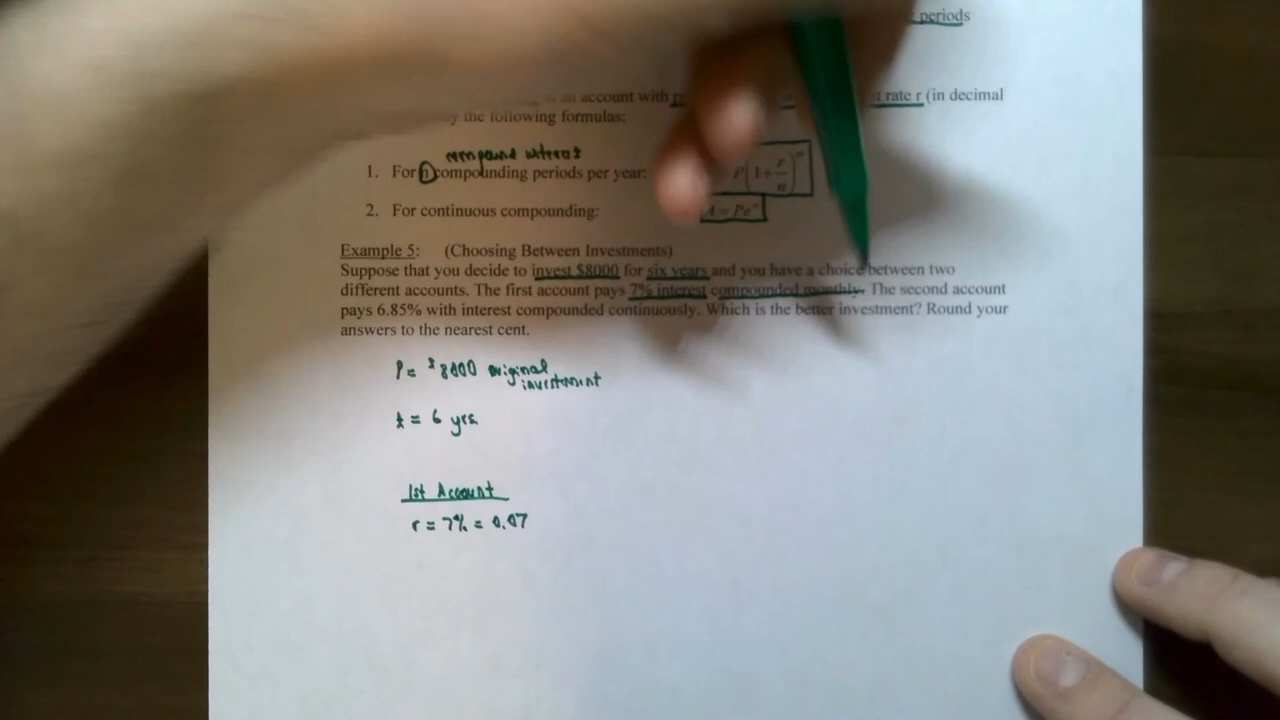 periods
an account with rate r (in decimal
by the following formulas:
compound interest
1. For n compounding periods per year: P(1+r/n)
2. For continuous compounding: A = Pe^rt
Example 5: (Choosing Between Investments)
Suppose that you decide to invest $8000 for six years and you have a choice between two
different accounts. The first account pays 7% interest compounded monthly. The second account
pays 6.85% with interest compounded continuously. Which is the better investment? Round your
answers to the nearest cent.
P = $8000 original
investment
t = 6 yrs.
1st Account
r = 7% = 0.07